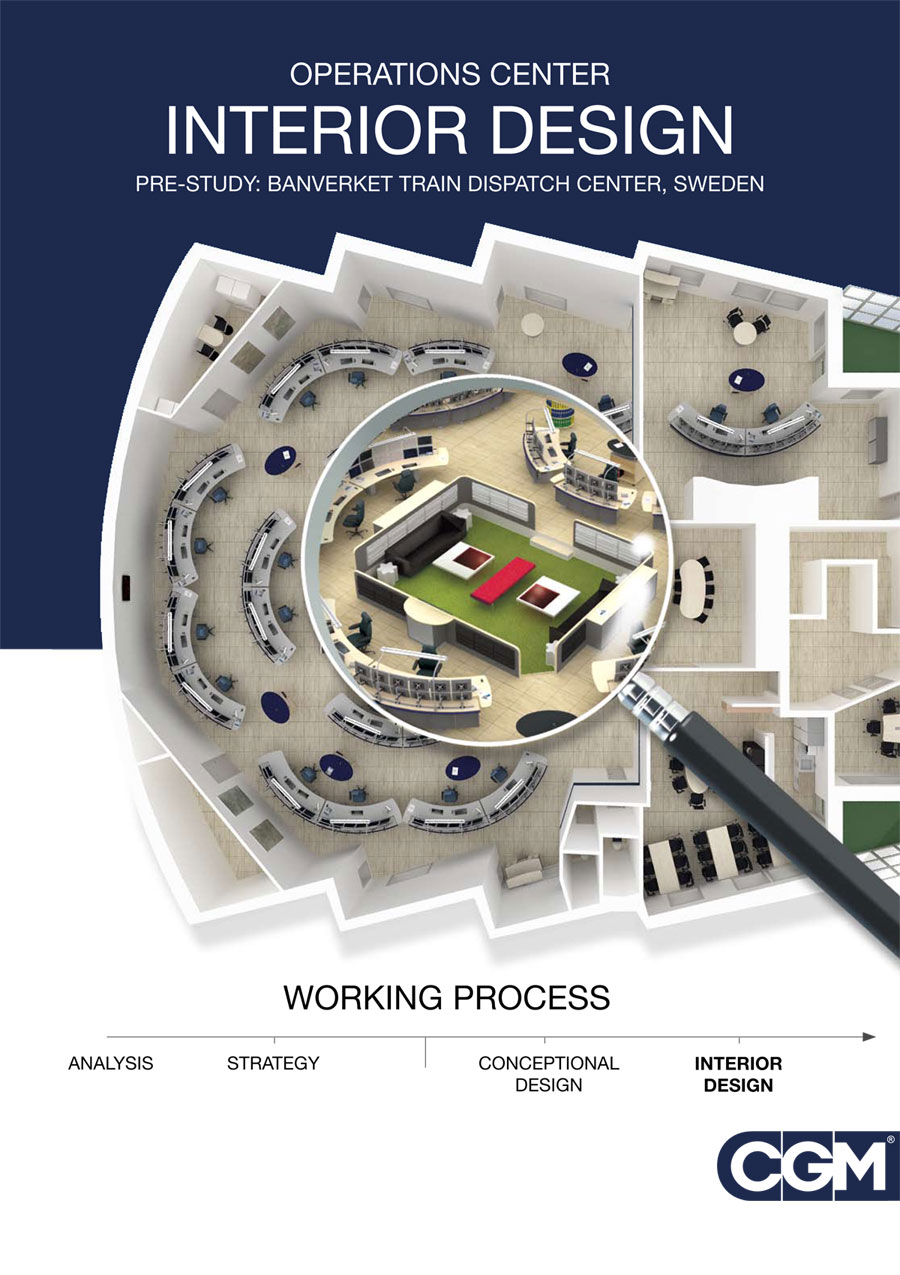 OPERATIONS CENTER
INTERIOR DESIGN
PRE-STUDY: BANVERKET TRAIN DISPATCH CENTER, SWEDEN
WORKING PROCESS
ANALYSIS
STRATEGY
CONCEPTIONAL
DESIGN
INTERIOR
DESIGN
CGM®